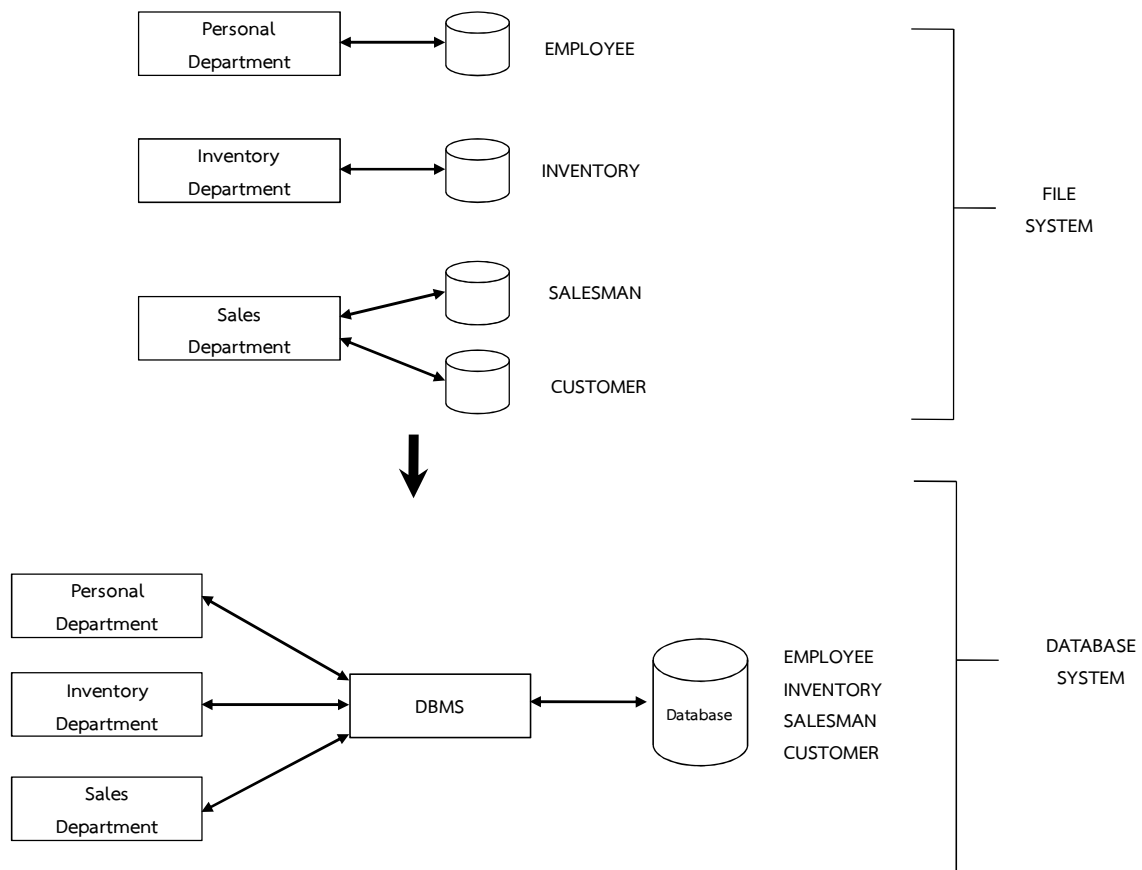 Personal
Department
EMPLOYEE
Inventory
Department
INVENTORY
FILE
SYSTEM
Sales
Department
SALESMAN
CUSTOMER
Personal
Department
Inventory
Department
Sales
Department
DBMS
Database
EMPLOYEE
INVENTORY
SALESMAN
CUSTOMER
DATABASE
SYSTEM